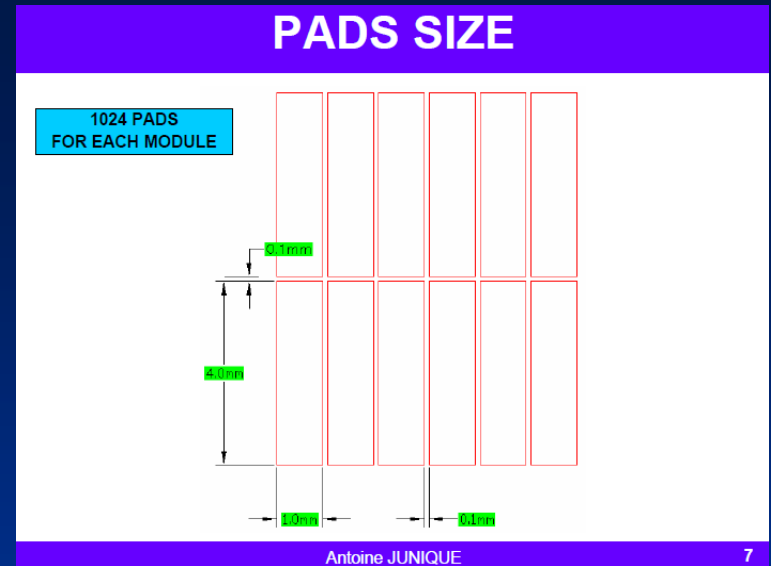 PADS SIZE
1024 PADS
FOR EACH MODULE
0.1mm
4.0mm
1.0mm
0.1mm
Antoine JUNIQUE
7